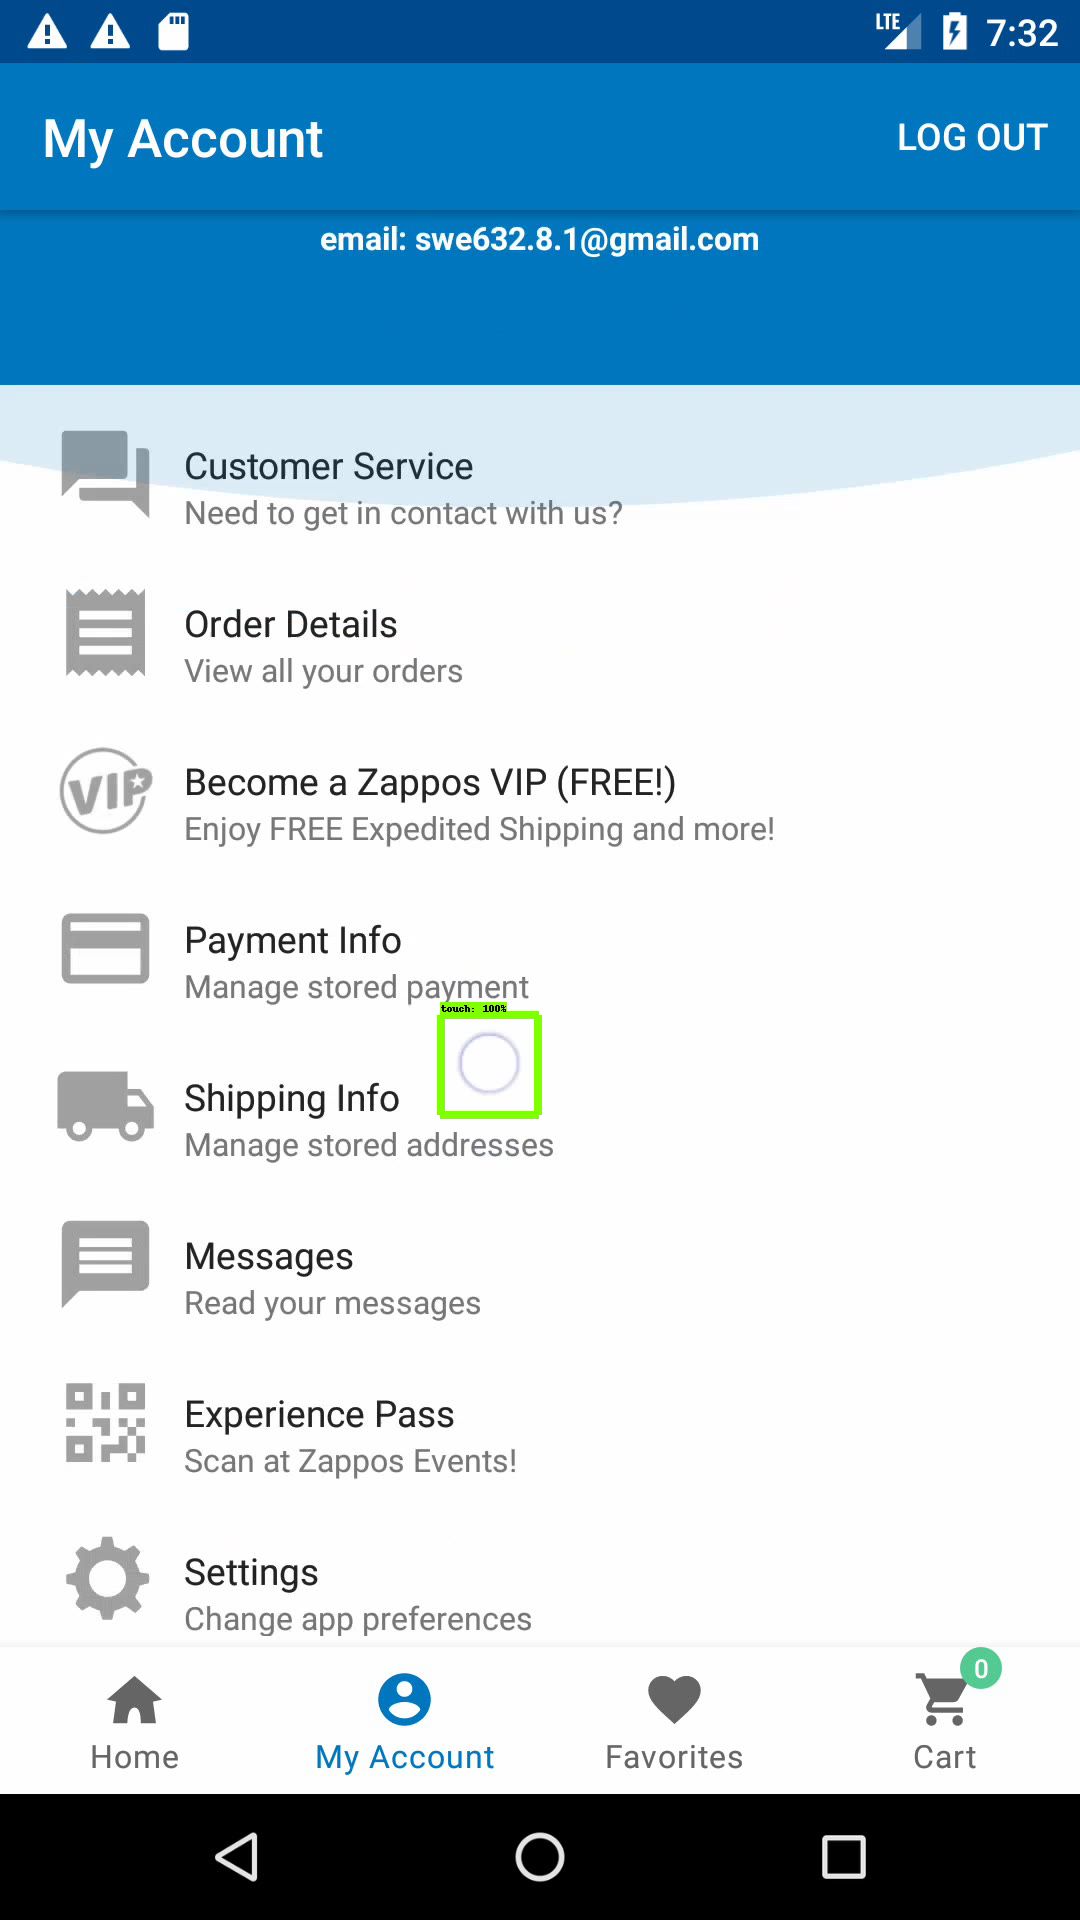 LTE 7:32
My Account LOG OUT
email: swe632.8.1@gmail.com
Customer Service
Need to get in contact with us?
Order Details
View all your orders
VIP
Become a Zappos VIP (FREE!)
Enjoy FREE Expedited Shipping and more!
Payment Info
Manage stored payment
touch: 100%
Shipping Info
Manage stored addresses
Messages
Read your messages
Experience Pass
Scan at Zappos Events!
Settings
Change app preferences
0
Home My Account Favorites Cart